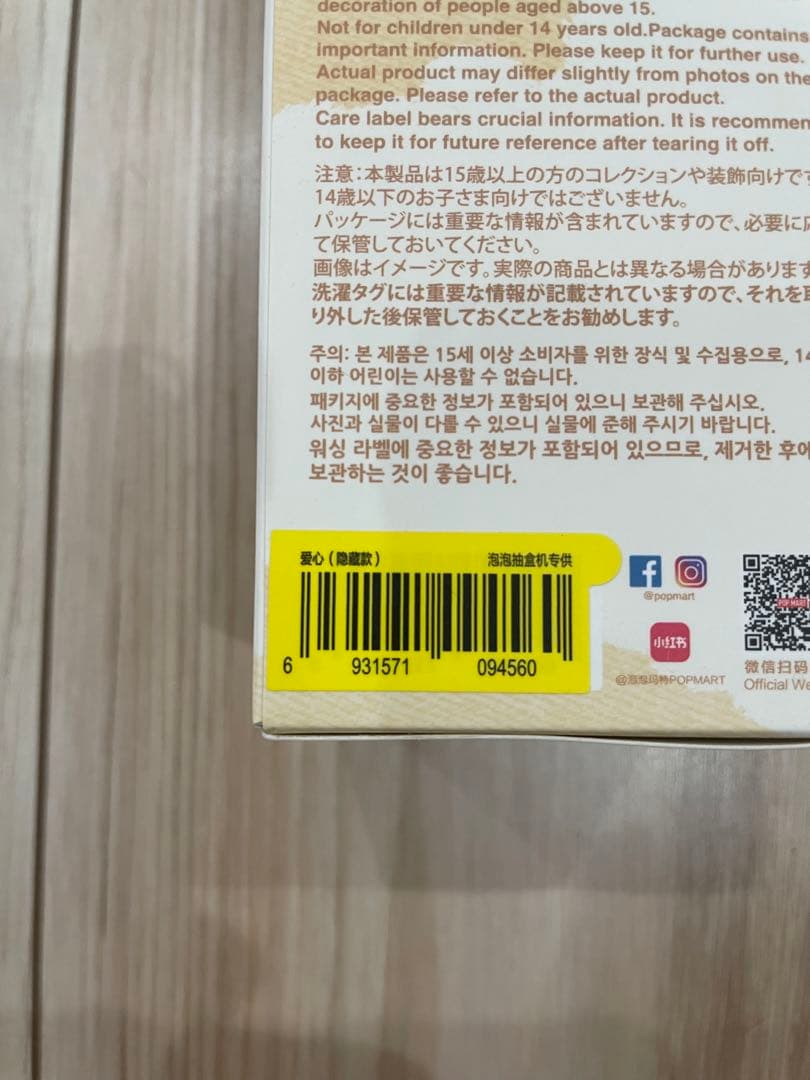 decoration of people aged above 15.
Not for children under 14 years old.Package contains
important information. Please keep it for further use.
Actual product may differ slightly from photos on the
package. Please refer to the actual product.
Care label bears crucial information. It is recommen
to keep it for future reference after tearing it off.
注意:本製品は15歳以上の方のコレクションや装飾向けです
14歳以下のお子さま向けではございません。
パッケージには重要な情報が含まれていますので、必要に応
て保管しておいてください。
画像はイメージです。実際の商品とは異なる場合があります
洗濯タグには重要な情報が記載されていますので、それを取
り外した後保管しておくことをお勧めします。
주의: 본 제품은 15세 이상 소비자를 위한 장식 및 수집용으로, 14
이하 어린이는 사용할 수 없습니다.
패키지에 중요한 정보가 포함되어 있으니 보관해 주십시오.
사진과 실물이 다를 수 있으니 실물에 준해 주시기 바랍니다.
워싱 라벨에 중요한 정보가 포함되어 있으므로, 제거한 후에
보관하는 것이 좋습니다.
爱心(隐藏款) 泡泡抽盒机专供
6 931571 094560
@popmart
小红书
@泡泡玛特POPMART
POP MART
微信扫码
Official We